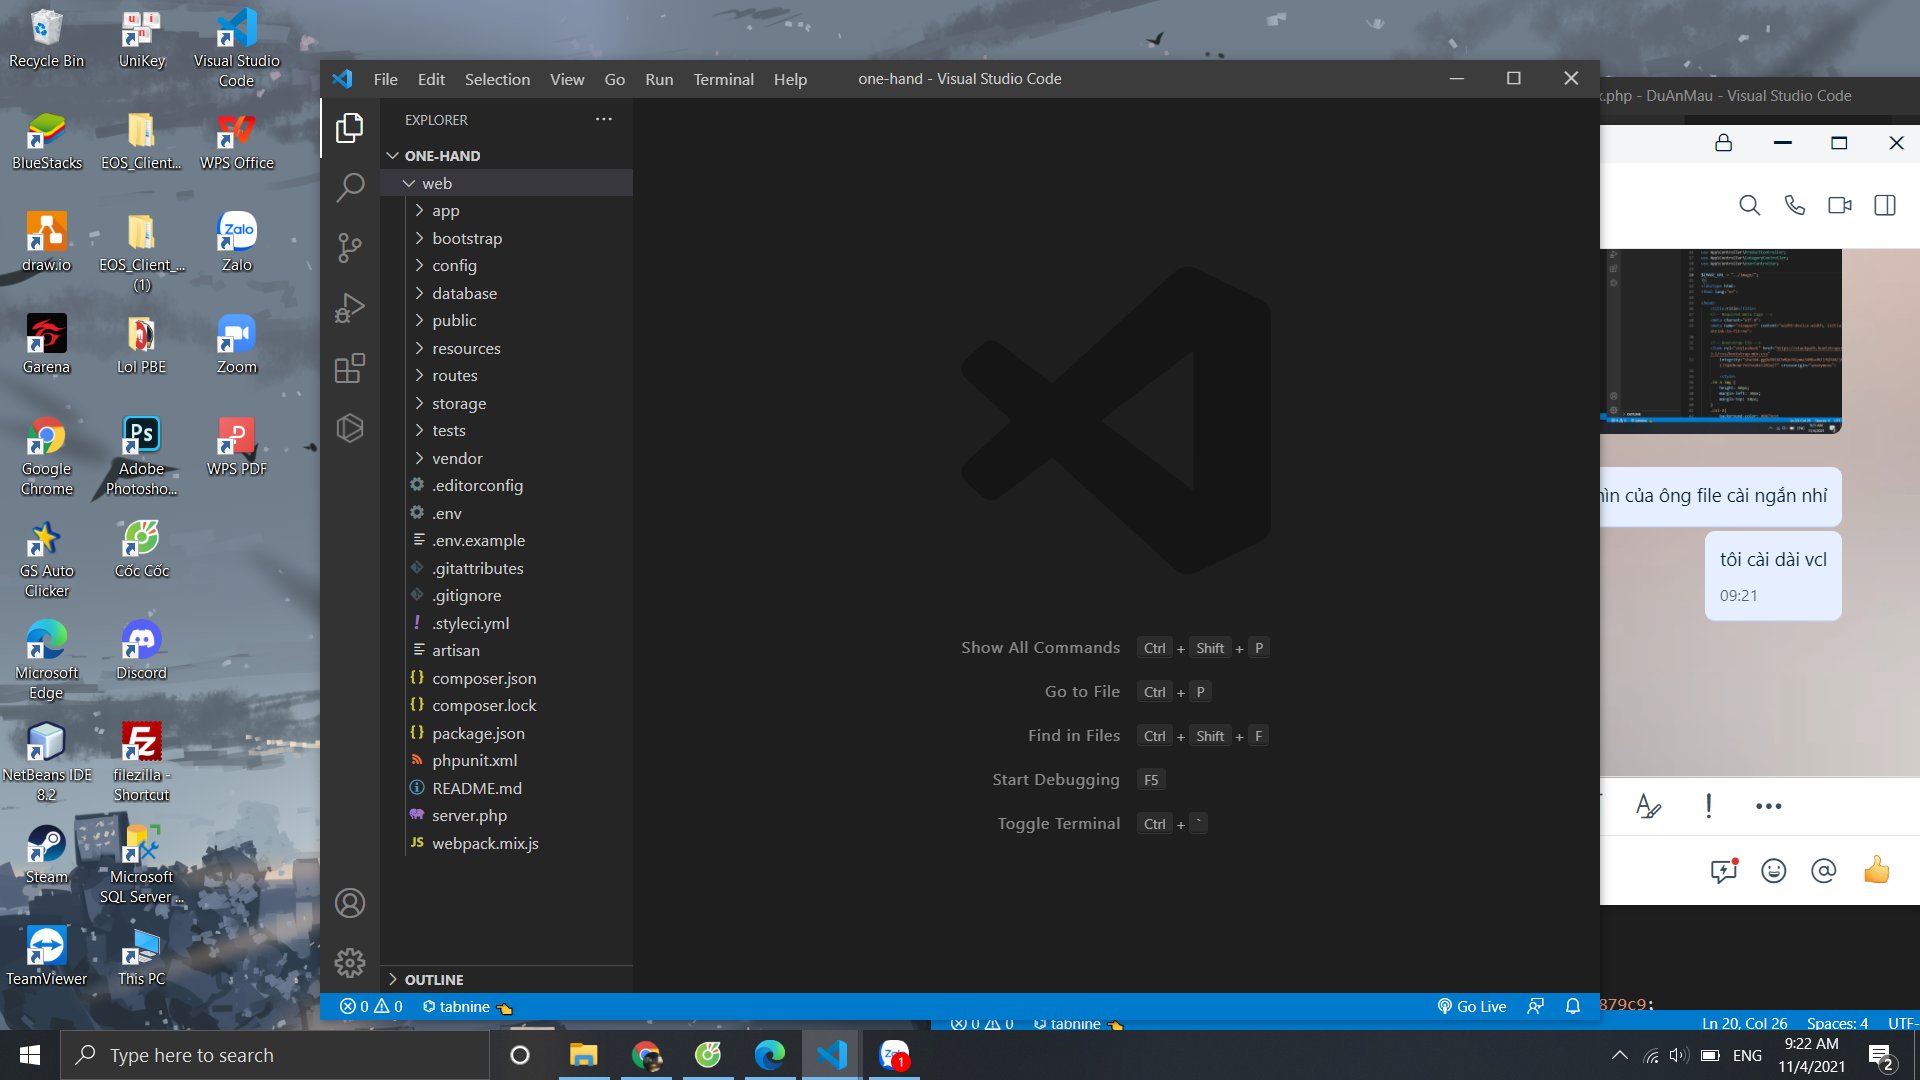 Recycle Bin
UniKey
Visual Studio
Code
BlueStacks
EOS_Client...
WPS Office
draw.io
EOS_Client_...
(1)
Zalo
Garena
Lol PBE
Zoom
Google
Chrome
Adobe
Photosho...
WPS PDF
GS Auto
Clicker
Cốc Cốc
Microsoft
Edge
Discord
NetBeans IDE
8.2
filezilla -
Shortcut
Steam
Microsoft
SQL Server ...
TeamViewer
This PC
File Edit Selection View Go Run Terminal Help
one-hand - Visual Studio Code
EXPLORER
ONE-HAND
web
app
bootstrap
config
database
public
resources
routes
storage
tests
vendor
.editorconfig
.env
.env.example
.gitattributes
.gitignore
.styleci.yml
artisan
composer.json
composer.lock
package.json
phpunit.xml
README.md
server.php
webpack.mix.js
OUTLINE
Show All Commands Ctrl + Shift + P
Go to File Ctrl + P
Find in Files Ctrl + Shift + F
Start Debugging F5
Toggle Terminal Ctrl + `
0 0 tabnine
Go Live
.php - DuAnMau - Visual Studio Code
của ông file cài ngắn nhỉ
tôi cài dài vcl
09:21
879c9;
0 0 tabnine
Ln 20, Col 26 Spaces: 4 UTF-
Type here to search
1
ENG
9:22 AM
11/4/2021
2